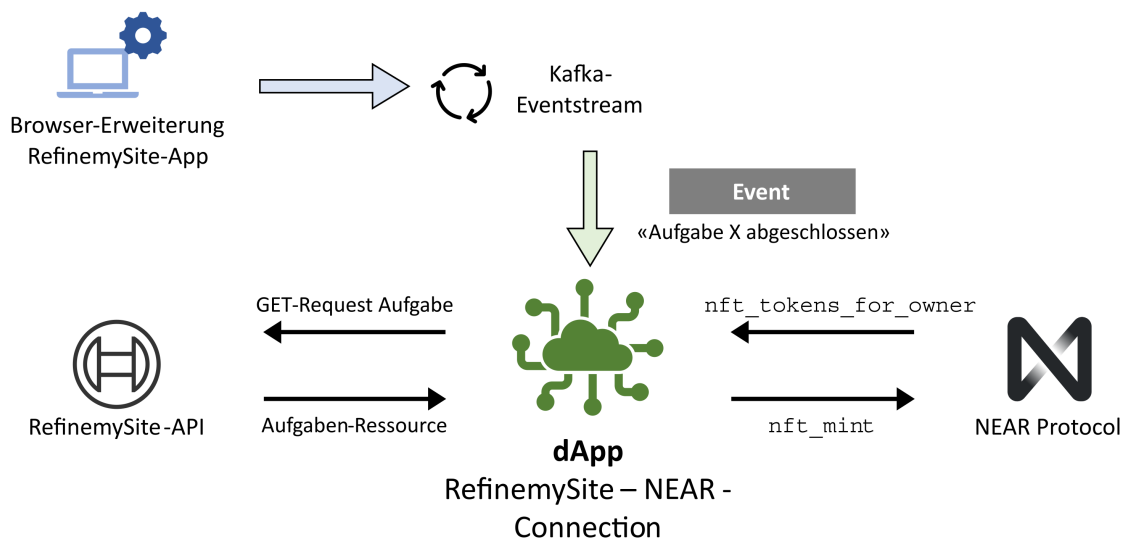 Browser-Erweiterung
RefinemySite-App
Kafka-
Eventstream
Event
«Aufgabe X abgeschlossen»
GET-Request Aufgabe
Aufgaben-Ressource
RefinemySite-API
nft_tokens_for_owner
nft_mint
NEAR Protocol
dApp
RefinemySite – NEAR -
Connection